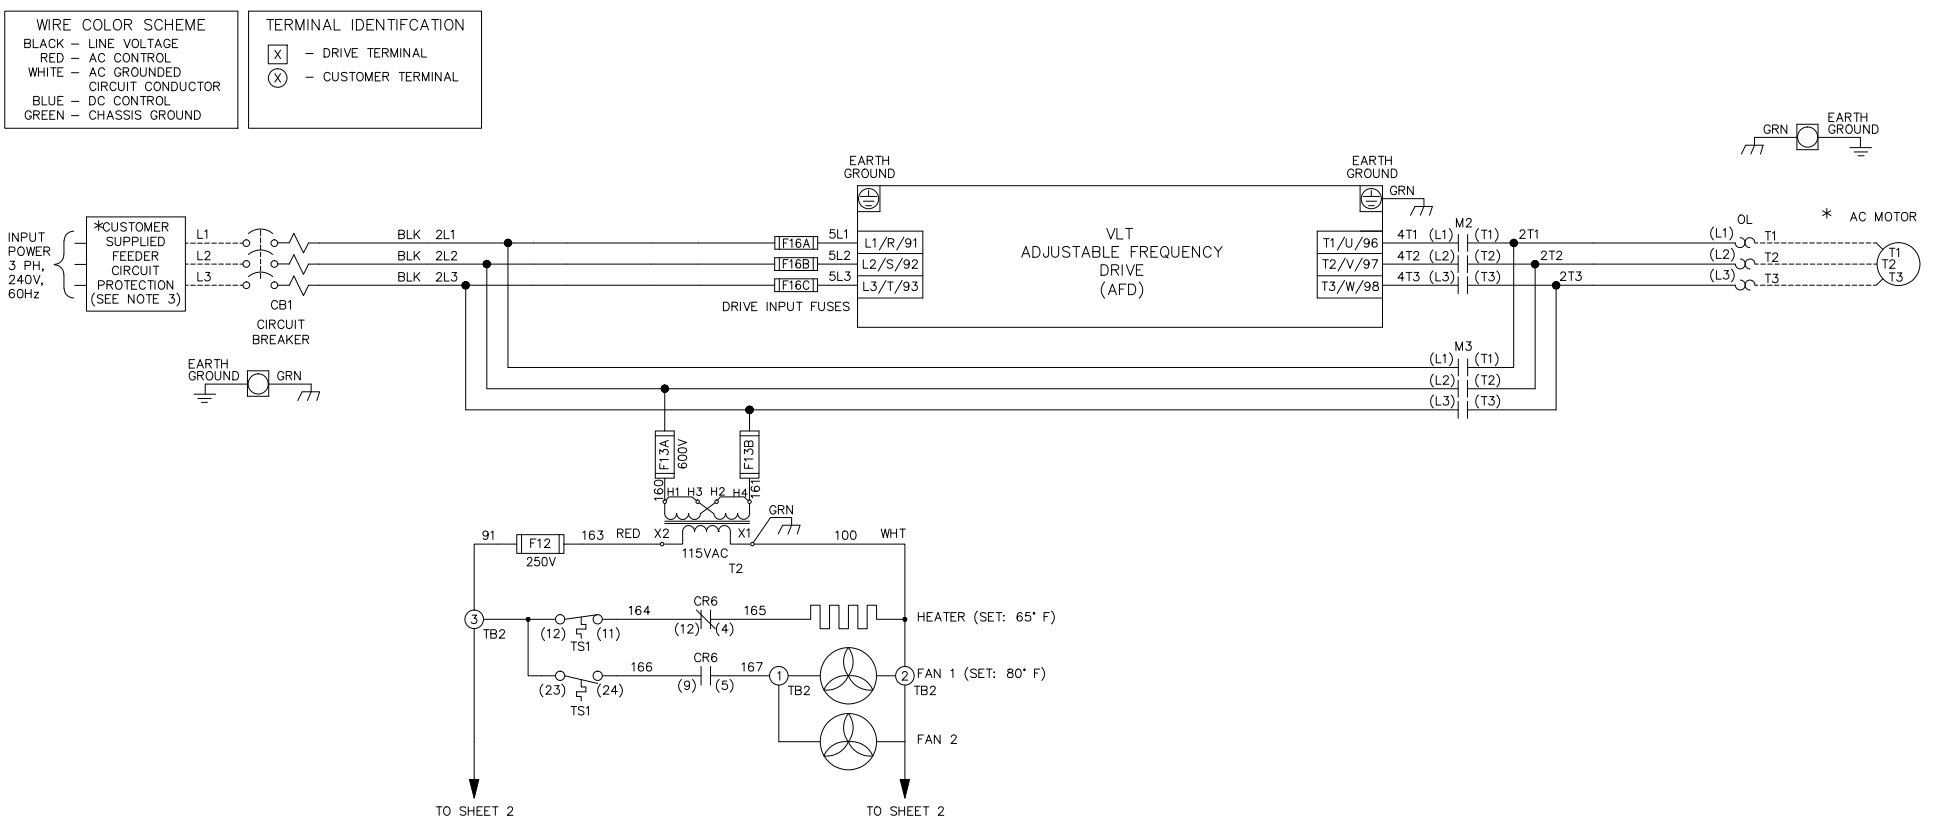 WIRE COLOR SCHEME
BLACK – LINE VOLTAGE
RED – AC CONTROL
WHITE – AC GROUNDED
CIRCUIT CONDUCTOR
BLUE – DC CONTROL
GREEN – CHASSIS GROUND
TERMINAL IDENTIFCATION
X – DRIVE TERMINAL
X – CUSTOMER TERMINAL
GRN
EARTH
GROUND
INPUT
POWER
3 PH,
240V,
60Hz
*CUSTOMER
SUPPLIED
FEEDER
CIRCUIT
PROTECTION
(SEE NOTE 3)
L1
L2
L3
CB1
CIRCUIT
BREAKER
BLK 2L1
BLK 2L2
BLK 2L3
F16A 5L1
F16B 5L2
F16C 5L3
DRIVE INPUT FUSES
EARTH
GROUND
L1/R/91
L2/S/92
L3/T/93
VLT
ADJUSTABLE FREQUENCY
DRIVE
(AFD)
EARTH
GROUND
GRN
T1/U/96
T2/V/97
T3/W/98
M2
4T1 (L1) (T1) 2T1
4T2 (L2) (T2) 2T2
4T3 (L3) (T3) 2T3
OL
(L1) T1
(L2) T2
(L3) T3
* AC MOTOR
T1
T2
T3
M3
(L1) (T1)
(L2) (T2)
(L3) (T3)
EARTH
GROUND GRN
F13A
600V
F13B
160
161
H1 H3 H2 H4
GRN
91 F12 163 RED X2 X1 100 WHT
250V
115VAC
T2
3
TB2
(12) (11)
TS1
164
CR6
(12) (4)
165
HEATER (SET: 65° F)
(23) (24)
TS1
166
CR6
(9) (5)
167
1
TB2
2
TB2
FAN 1 (SET: 80° F)
FAN 2
TO SHEET 2
TO SHEET 2